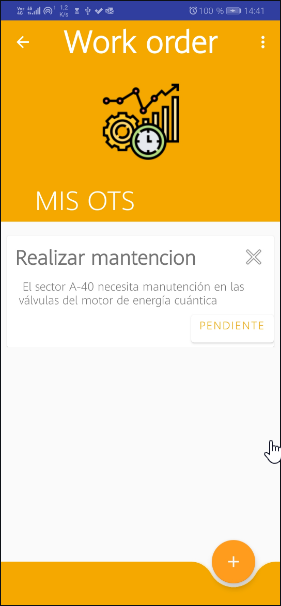 1,2
K/s
100 % 14:41
Work order
MIS OTS
Realizar mantencion
El sector A-40 necesita manutención en las
válvulas del motor de energía cuántica
PENDIENTE
+